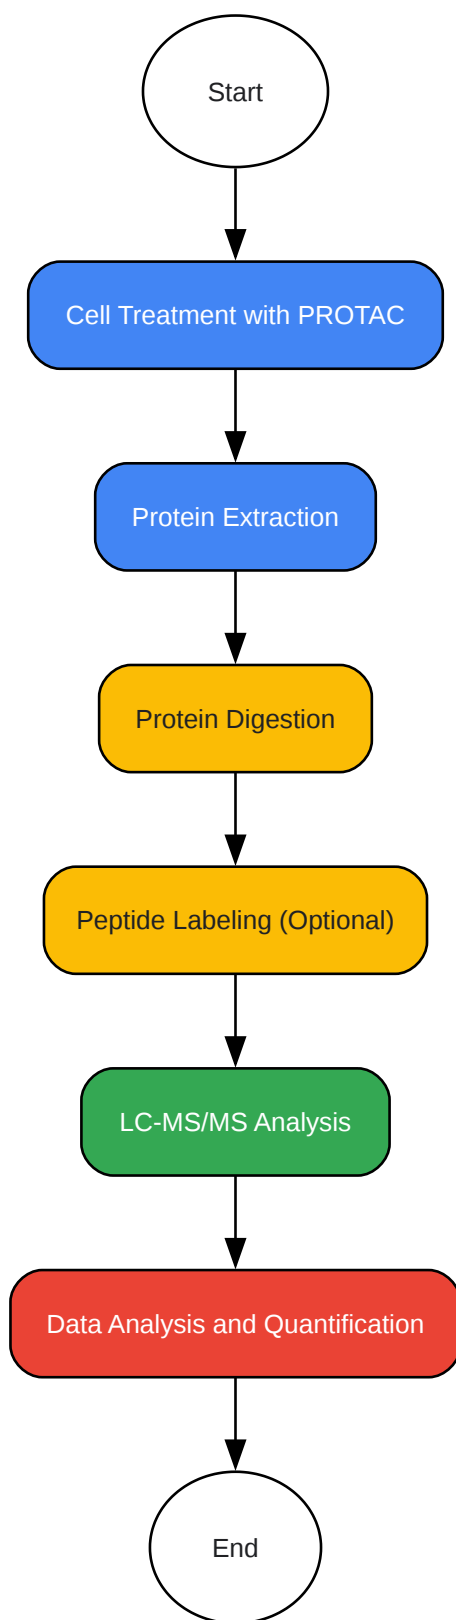 Start
Cell Treatment with PROTAC
Protein Extraction
Protein Digestion
Peptide Labeling (Optional)
LC-MS/MS Analysis
Data Analysis and Quantification
End